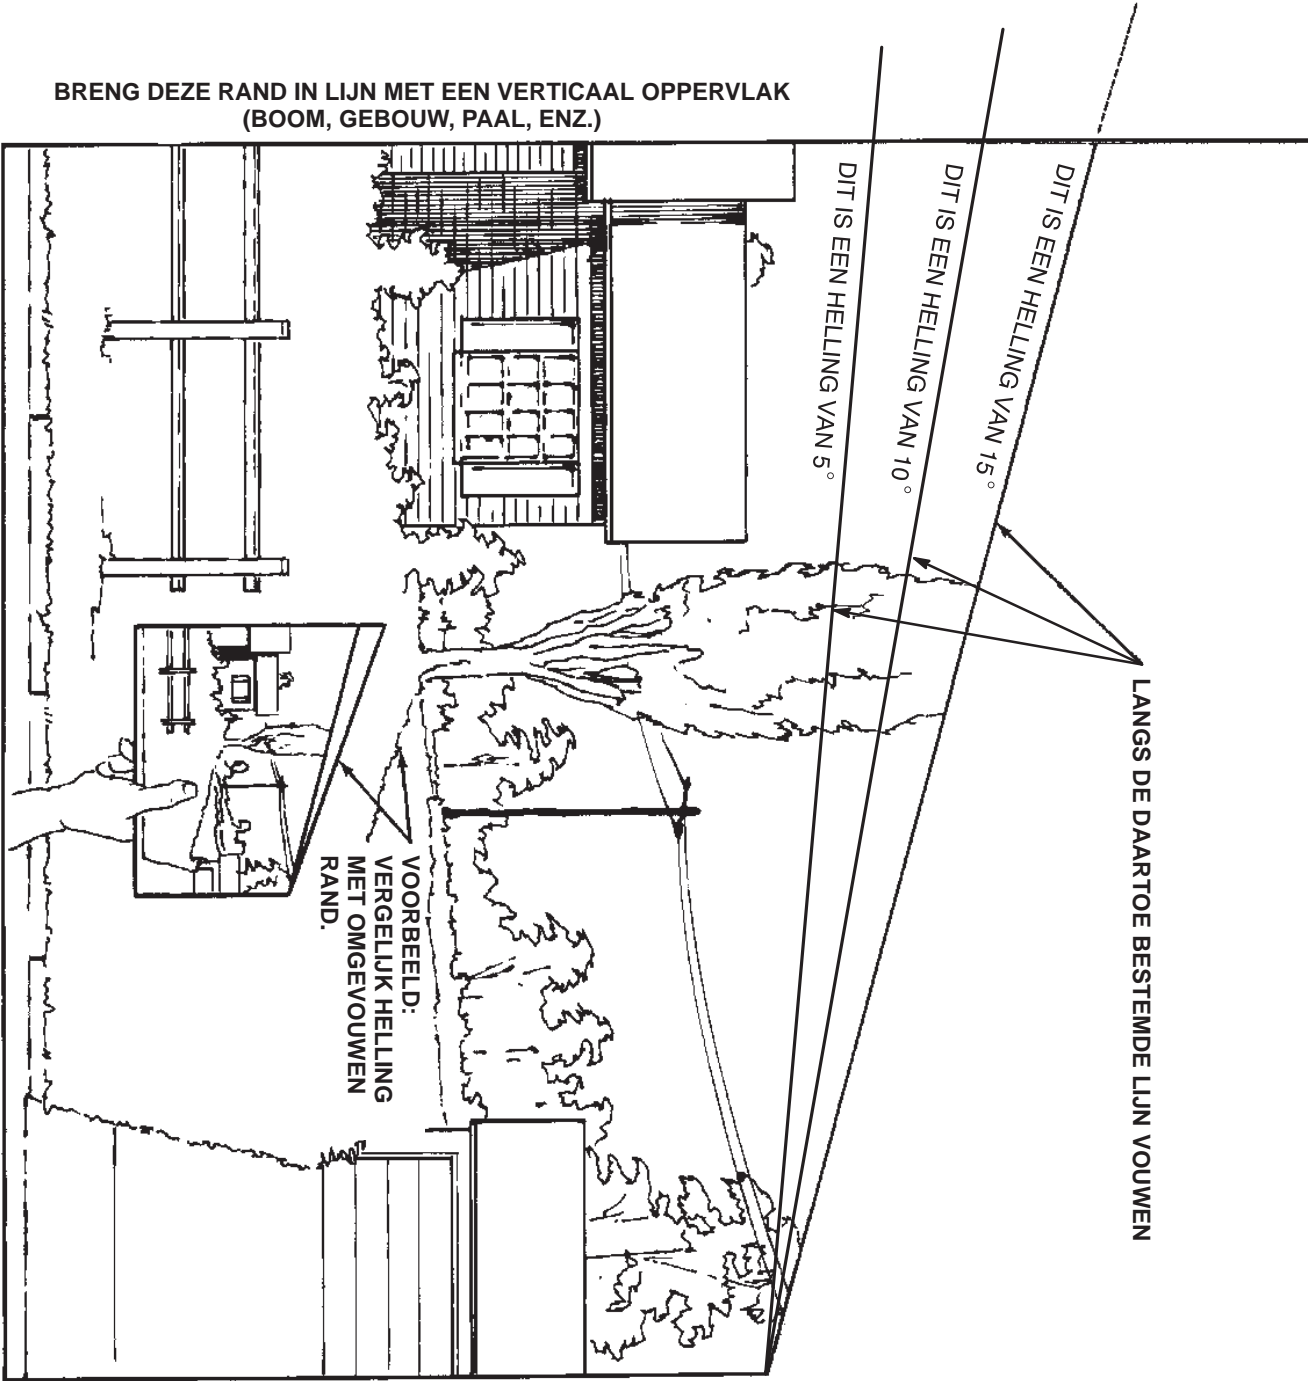 BRENG DEZE RAND IN LIJN MET EEN VERTICAAL OPPERVLAK
(BOOM, GEBOUW, PAAL, ENZ.)
DIT IS EEN HELLING VAN 15°
DIT IS EEN HELLING VAN 10°
DIT IS EEN HELLING VAN 5°
LANGS DE DAARTOE BESTEMDE LIJN VOUWEN
VOORBEELD:
VERGELIJK HELLING
MET OMGEVOUWEN
RAND.